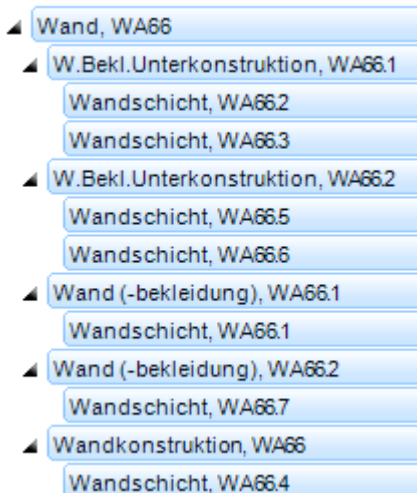 Wand, WA66
W.Bekl.Unterkonstruktion, WA66.1
Wandschicht, WA66.2
Wandschicht, WA66.3
W.Bekl.Unterkonstruktion, WA66.2
Wandschicht, WA66.5
Wandschicht, WA66.6
Wand (-bekleidung), WA66.1
Wandschicht, WA66.1
Wand (-bekleidung), WA66.2
Wandschicht, WA66.7
Wandkonstruktion, WA66
Wandschicht, WA66.4